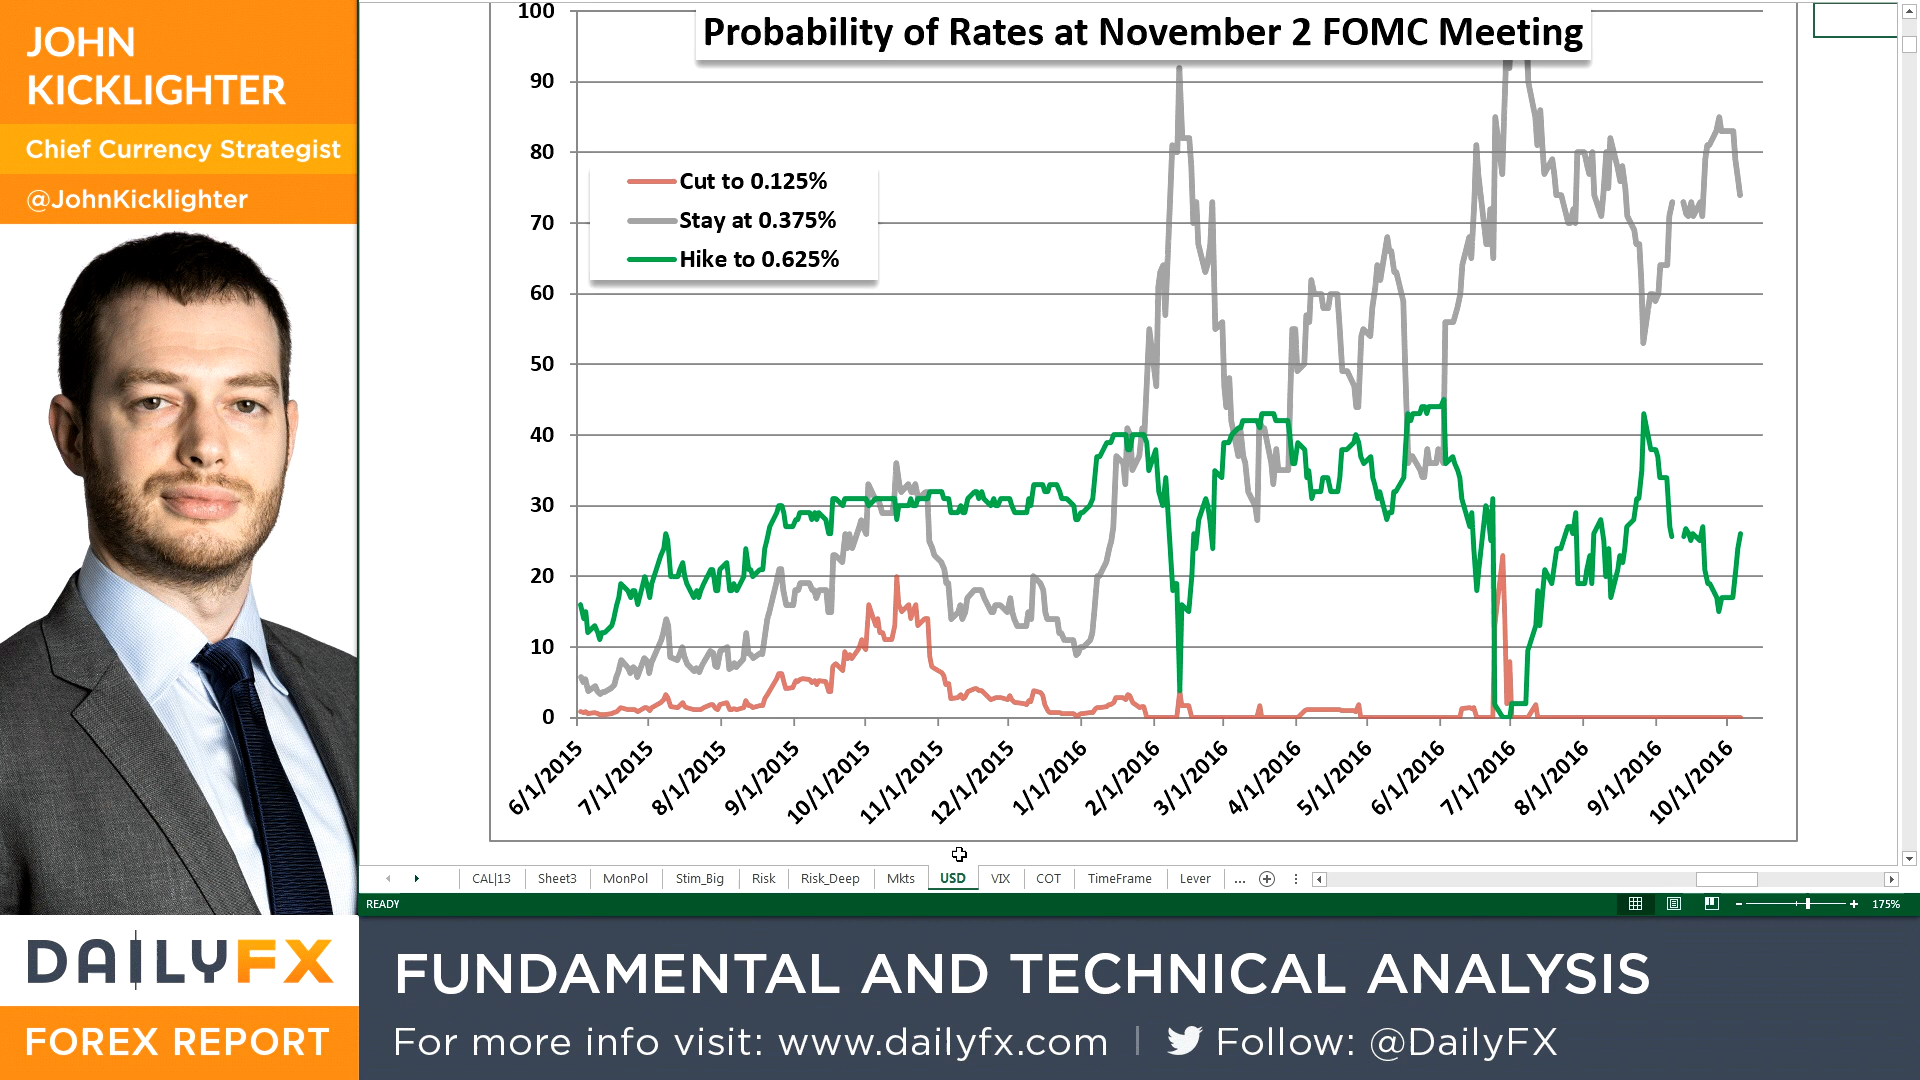 JOHN
KICKLIGHTER
Chief Currency Strategist
@JohnKicklighter
Probability of Rates at November 2 FOMC Meeting
100
90
80
70
60
50
40
30
20
10
0
Cut to 0.125%
Stay at 0.375%
Hike to 0.625%
6/1/2015
7/1/2015
8/1/2015
9/1/2015
10/1/2015
11/1/2015
12/1/2015
1/1/2016
2/1/2016
3/1/2016
4/1/2016
5/1/2016
6/1/2016
7/1/2016
8/1/2016
9/1/2016
10/1/2016
CAL|13 Sheet3 MonPol Stim_Big Risk Risk_Deep Mkts USD VIX COT TimeFrame Lever ...
READY
175%
DAILYFX
FOREX REPORT
FUNDAMENTAL AND TECHNICAL ANALYSIS
For more info visit: www.dailyfx.com | Follow: @DailyFX